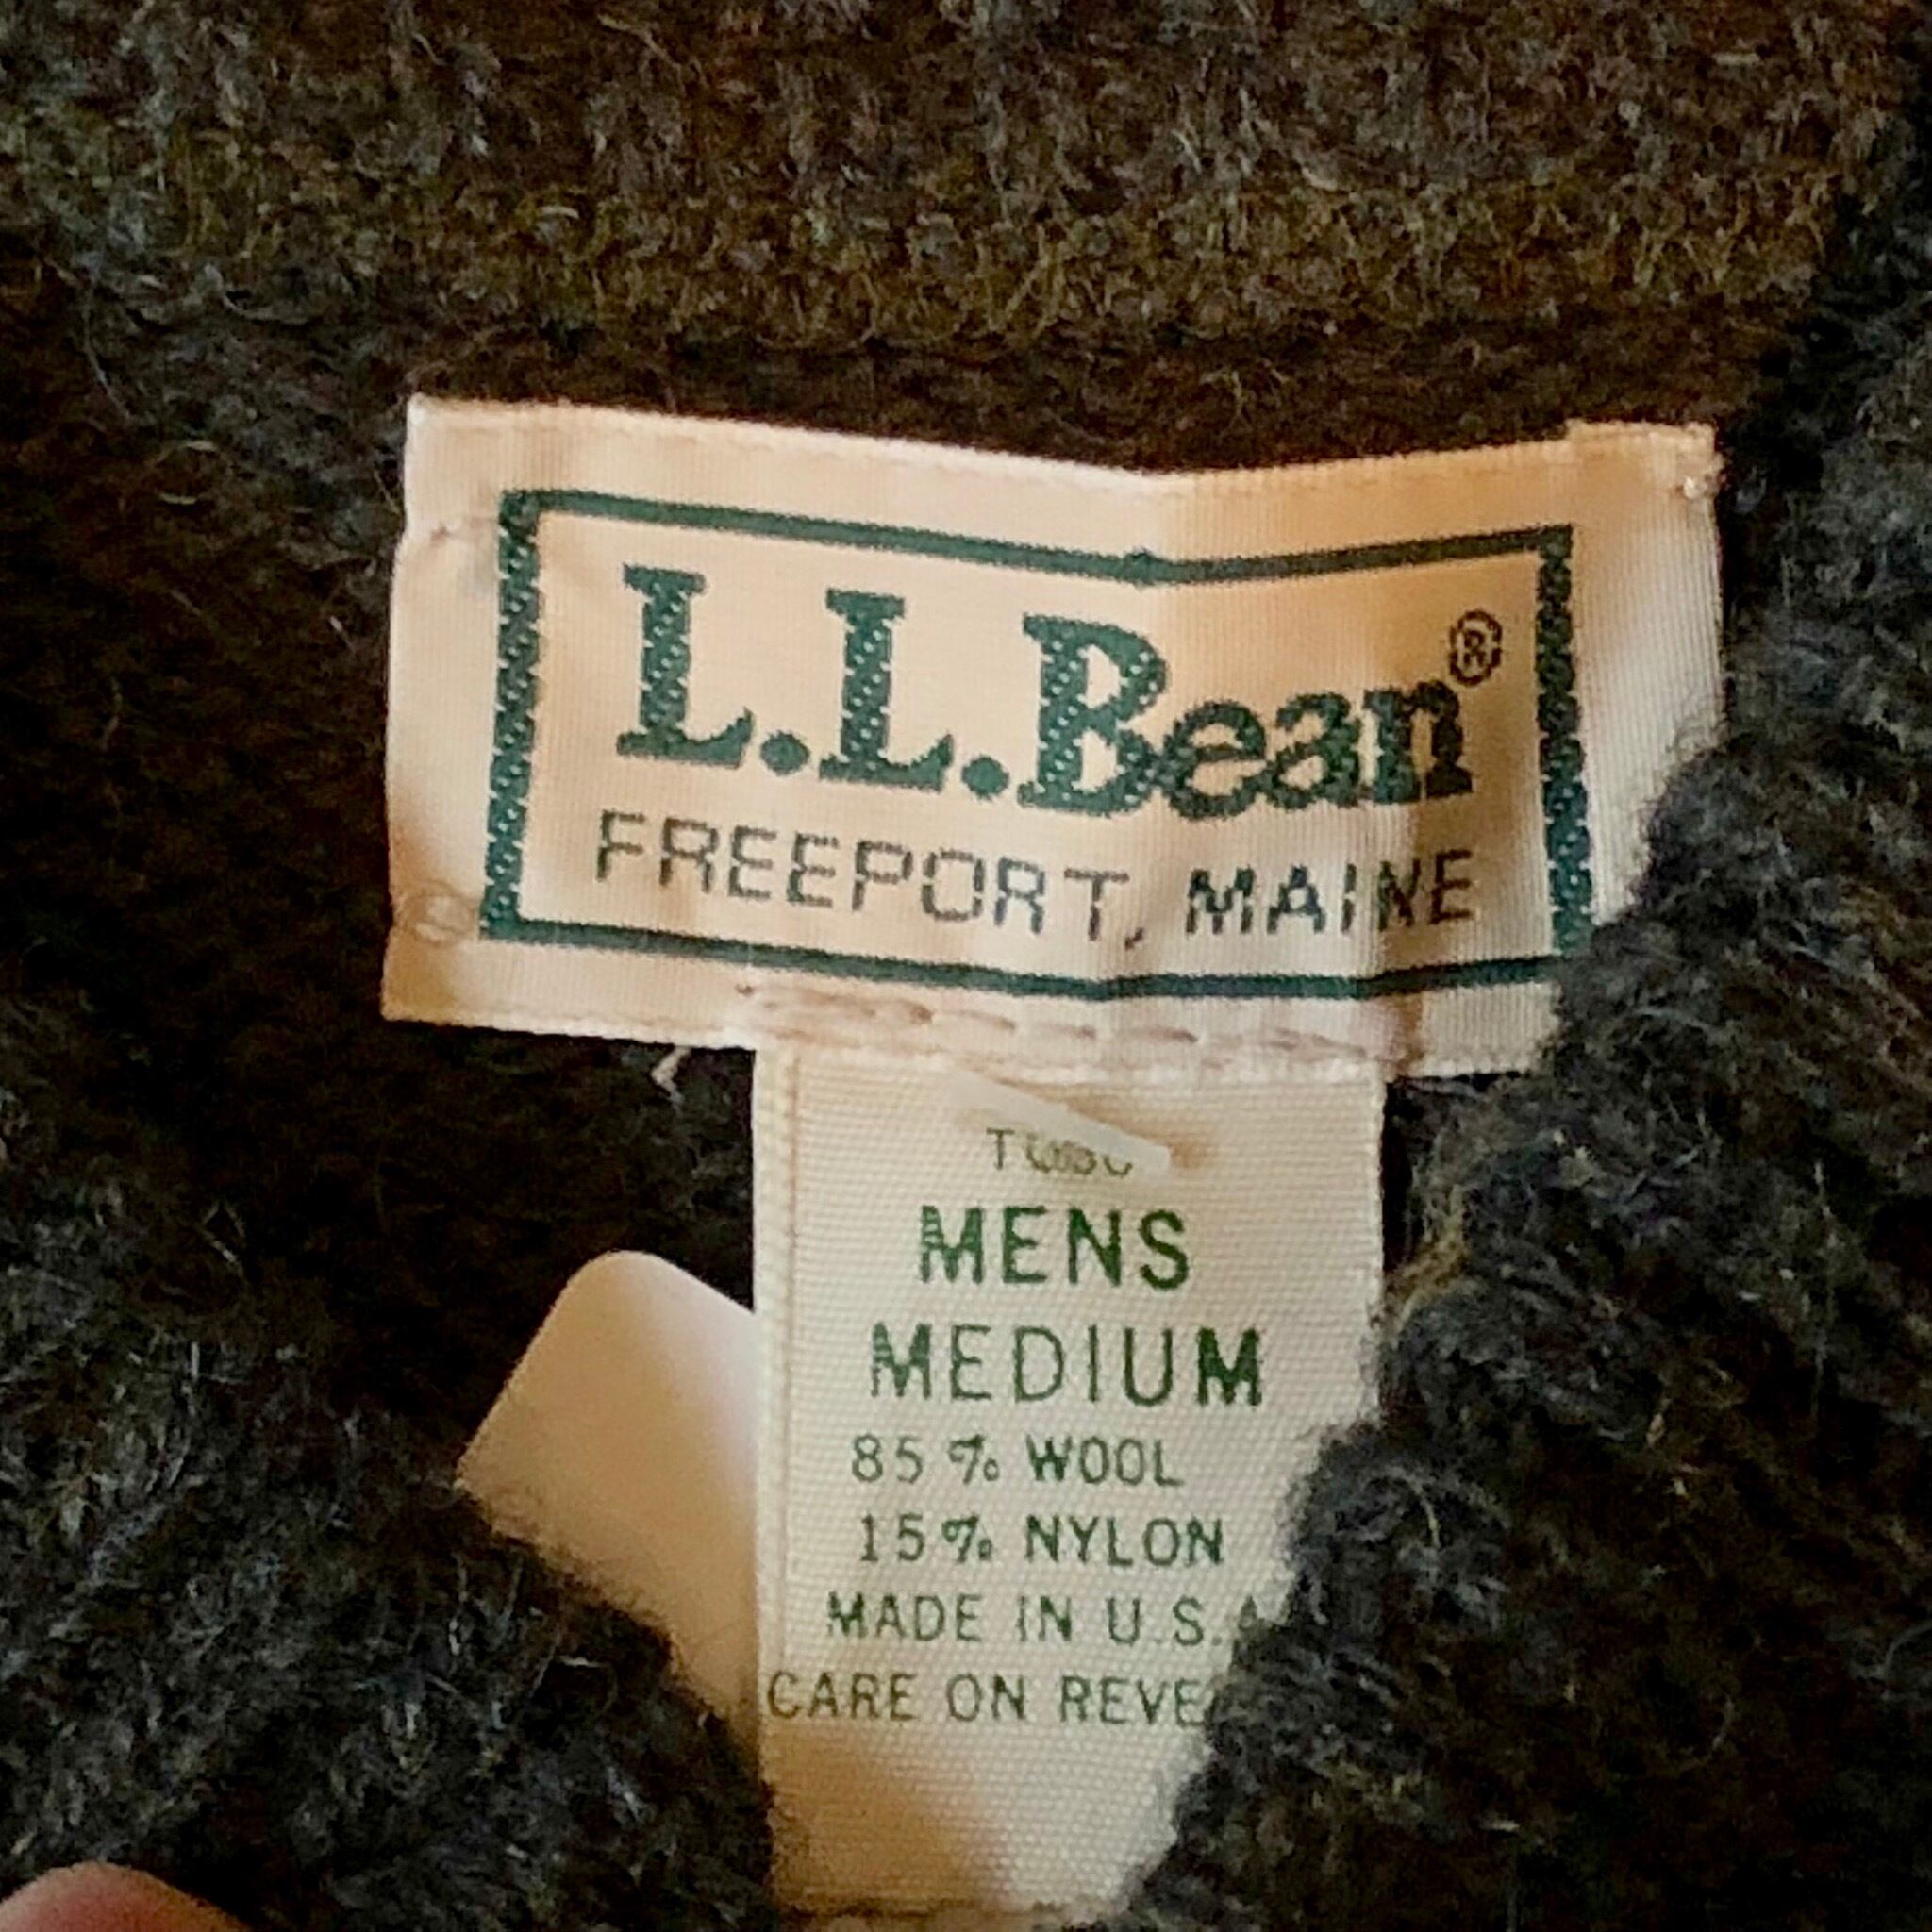 L.L.Bean®
FREEPORT, MAINE
MENS
MEDIUM
85% WOOL
15% NYLON
MADE IN U.S.A
CARE ON REVE